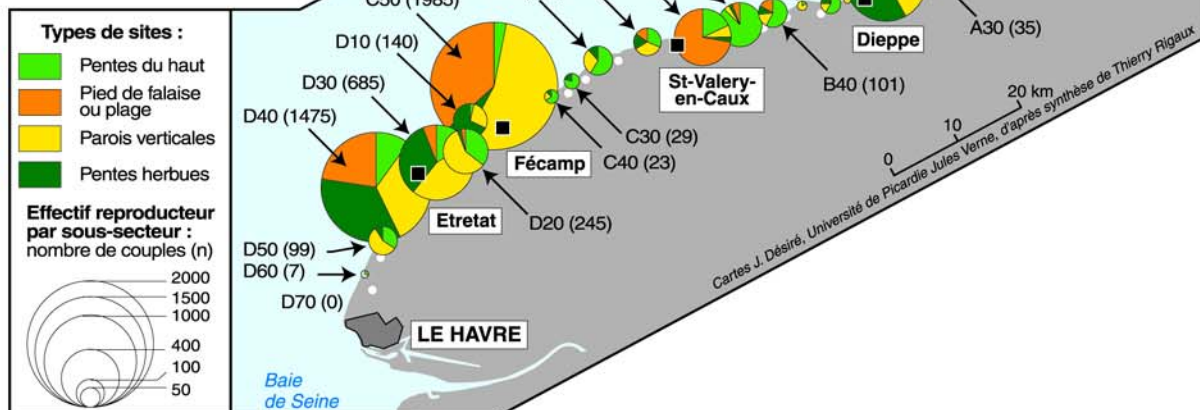 Types de sites :
Pentes du haut
Pied de falaise
ou plage
Parois verticales
Pentes herbues
Effectif reproducteur
par sous-secteur :
nombre de couples (n)
2000
1500
1000
400
100
50
C50 (1985)
D10 (140)
D30 (685)
D40 (1475)
D50 (99)
D60 (7)
D70 (0)
LE HAVRE
Baie
de Seine
Etretat
D20 (245)
Fécamp
C40 (23)
C30 (29)
St-Valery-
en-Caux
B40 (101)
Dieppe
A30 (35)
0
10
20 km
Cartes J. Désiré, Université de Picardie Jules Verne, d'après synthèse de Thierry Rigaux